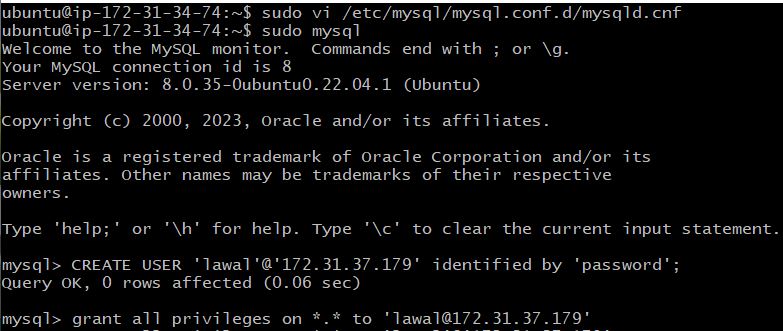 ubuntu@ip-172-31-34-74:~$ sudo vi /etc/mysql/mysql.conf.d/mysqld.cnf
ubuntu@ip-172-31-34-74:~$ sudo mysql
Welcome to the MySQL monitor.  Commands end with ; or \g.
Your MySQL connection id is 8
Server version: 8.0.35-0ubuntu0.22.04.1 (Ubuntu)
Copyright (c) 2000, 2023, Oracle and/or its affiliates.
Oracle is a registered trademark of Oracle Corporation and/or its
affiliates. Other names may be trademarks of their respective
owners.
Type 'help;' or '\h' for help. Type '\c' to clear the current input statement.
mysql> CREATE USER 'lawal'@'172.31.37.179' identified by 'password';
Query OK, 0 rows affected (0.06 sec)
mysql> grant all privileges on *.* to 'lawal@172.31.37.179'